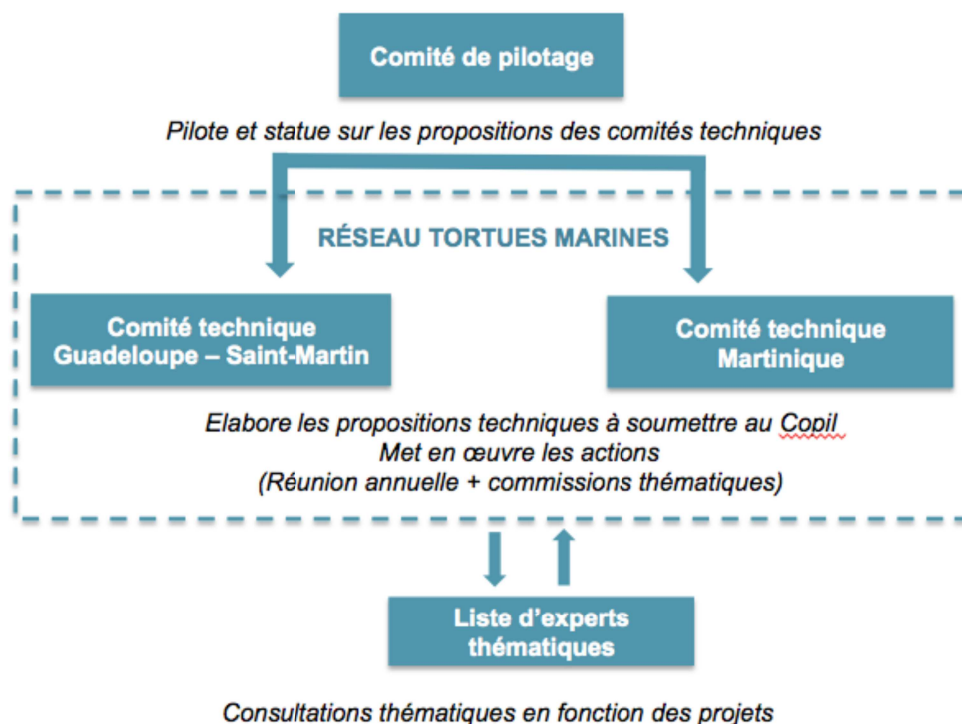 Comité de pilotage
Pilote et statue sur les propositions des comités techniques
RÉSEAU TORTUES MARINES
Comité technique
Guadeloupe – Saint-Martin
Comité technique
Martinique
Elabore les propositions techniques à soumettre au Copil
Met en œuvre les actions
(Réunion annuelle + commissions thématiques)
Liste d'experts
thématiques
Consultations thématiques en fonction des projets